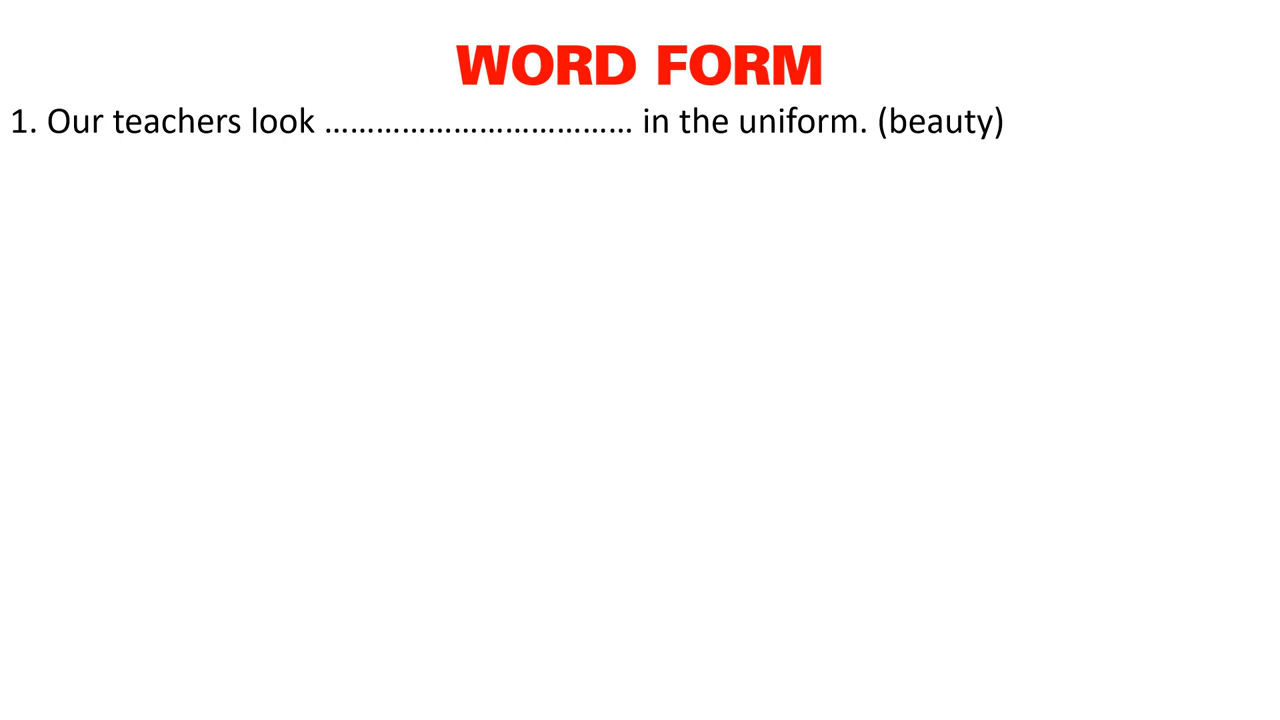 WORD FORM
1. Our teachers look ……………………………… in the uniform. (beauty)